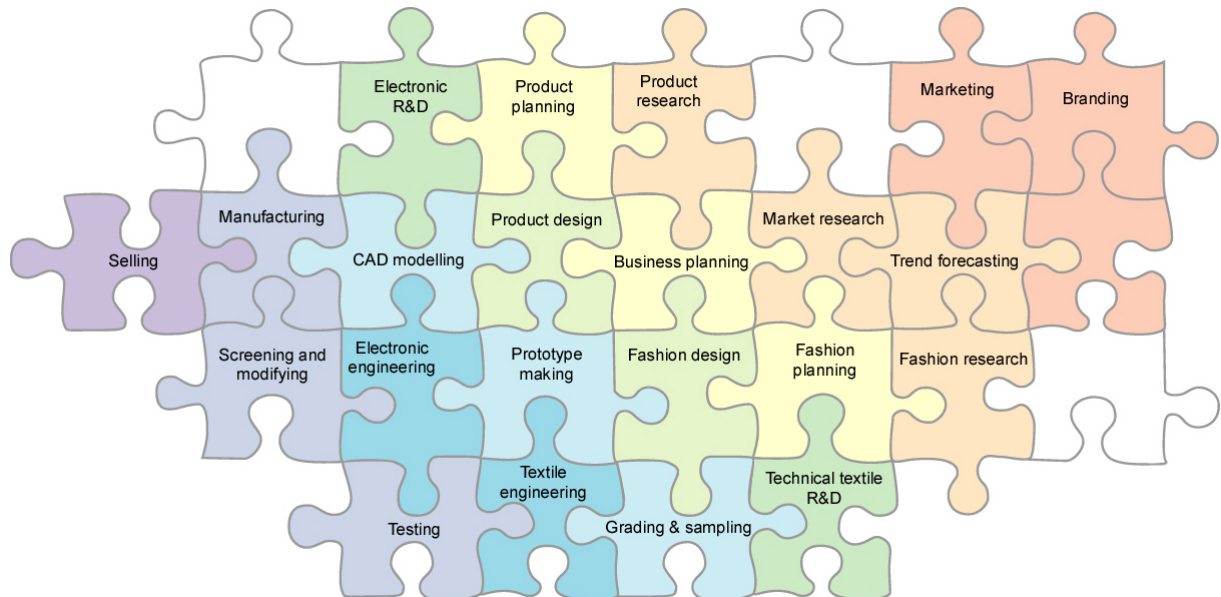 Electronic
R&D
Product
planning
Product
research
Marketing
Branding
Manufacturing
Product design
Market research
Selling
CAD modelling
Business planning
Trend forecasting
Screening and
modifying
Electronic
engineering
Prototype
making
Fashion design
Fashion
planning
Fashion research
Testing
Textile
engineering
Grading & sampling
Technical textile
R&D